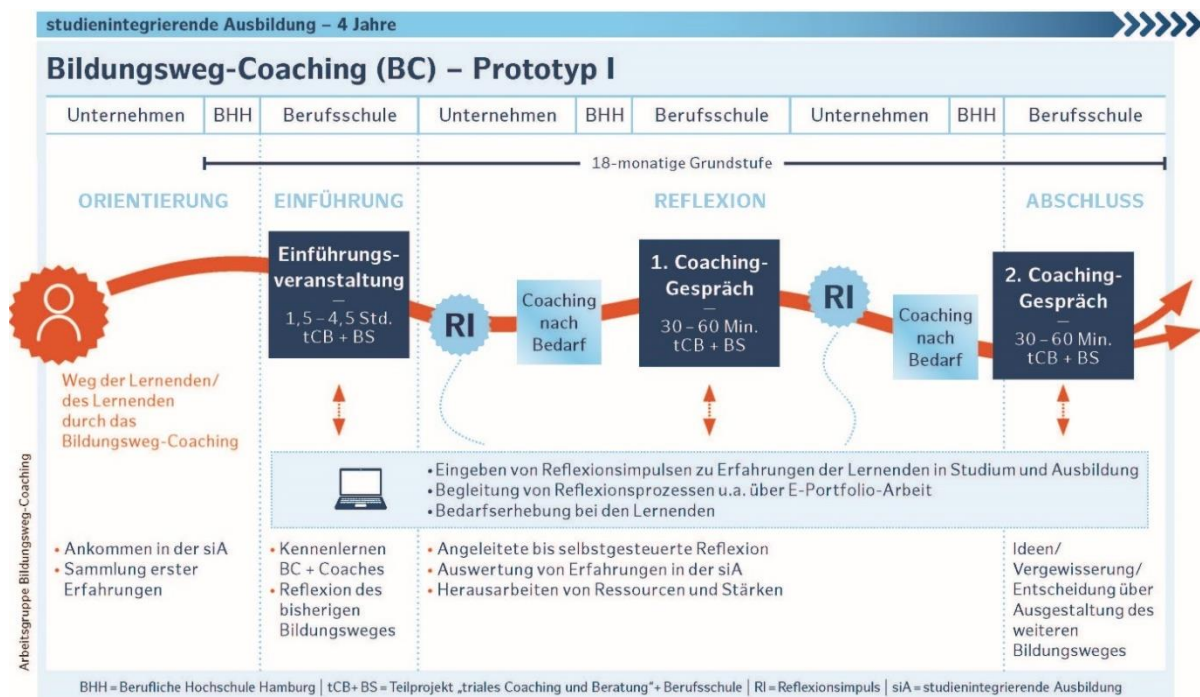 studienintegrierende Ausbildung – 4 Jahre
Bildungsweg-Coaching (BC) – Prototyp I
Unternehmen BHH Berufsschule Unternehmen BHH Berufsschule Unternehmen BHH Berufsschule
18-monatige Grundstufe
ORIENTIERUNG EINFÜHRUNG REFLEXION ABSCHLUSS
Einführungs-
veranstaltung
—
1,5 – 4,5 Std.
tCB + BS
RI
Coaching
nach
Bedarf
1. Coaching-
Gespräch
—
30 – 60 Min.
tCB + BS
RI
Coaching
nach
Bedarf
2. Coaching-
Gespräch
—
30 – 60 Min.
tCB + BS
Weg der Lernenden/
des Lernenden
durch das
Bildungsweg-Coaching
• Eingeben von Reflexionsimpulsen zu Erfahrungen der Lernenden in Studium und Ausbildung
• Begleitung von Reflexionsprozessen u.a. über E-Portfolio-Arbeit
• Bedarfserhebung bei den Lernenden
• Ankommen in der siA
• Sammlung erster
Erfahrungen
• Kennenlernen
BC + Coaches
• Reflexion des
bisherigen
Bildungsweges
• Angeleitete bis selbstgesteuerte Reflexion
• Auswertung von Erfahrungen in der siA
• Herausarbeiten von Ressourcen und Stärken
Ideen/
Vergewisserung/
Entscheidung über
Ausgestaltung des
weiteren
Bildungsweges
Arbeitsgruppe Bildungsweg-Coaching
BHH = Berufliche Hochschule Hamburg | tCB+ BS = Teilprojekt „triales Coaching und Beratung“+ Berufsschule | RI = Reflexionsimpuls | siA = studienintegrierende Ausbildung